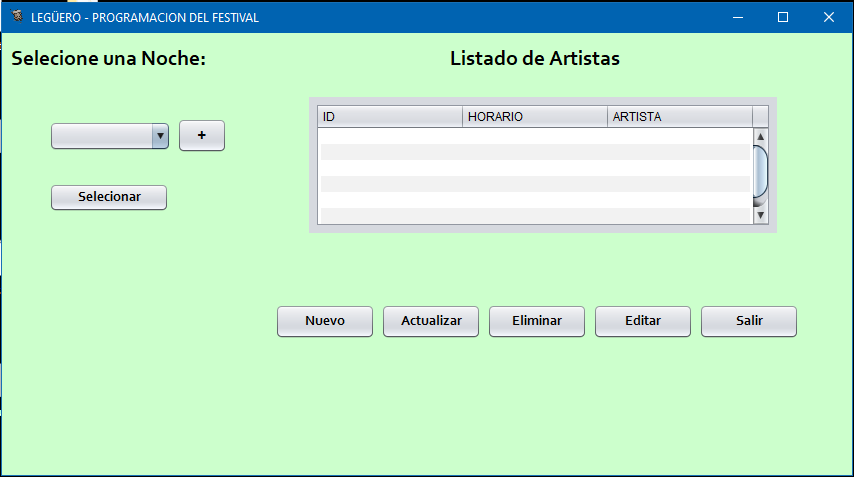 LEGÜERO - PROGRAMACION DEL FESTIVAL
Selecione una Noche:
Listado de Artistas
+
ID HORARIO ARTISTA
Selecionar
Nuevo Actualizar Eliminar Editar Salir